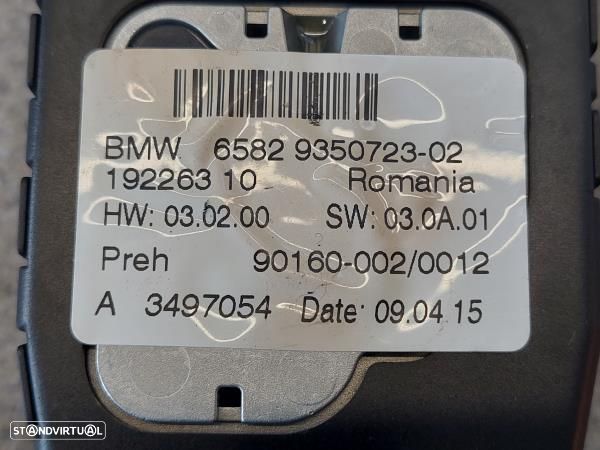 BMW 6582 9350723-02
192263 10 Romania
HW: 03.02.00 SW: 03.0A.01
Preh 90160-002/0012
A 3497054 Date: 09.04.15
STANDVIRTUAL